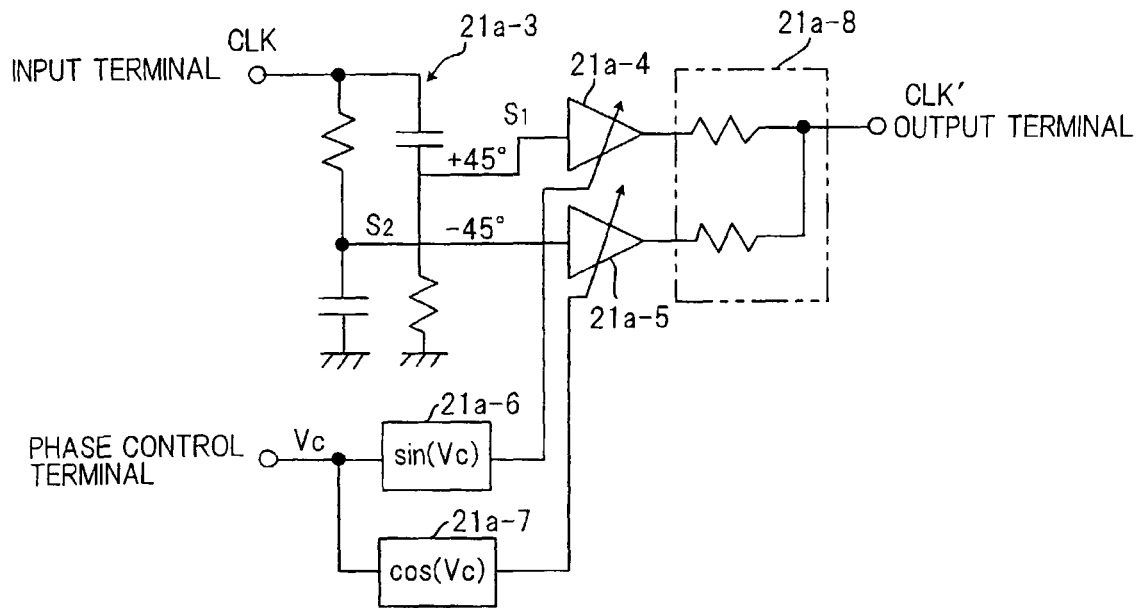 21a-3
21a-8
CLK
INPUT TERMINAL
21a-4
CLK′
OUTPUT TERMINAL
S1
+45°
S2
-45°
21a-5
21a-6
PHASE CONTROL
TERMINAL
Vc
sin(Vc)
21a-7
cos(Vc)